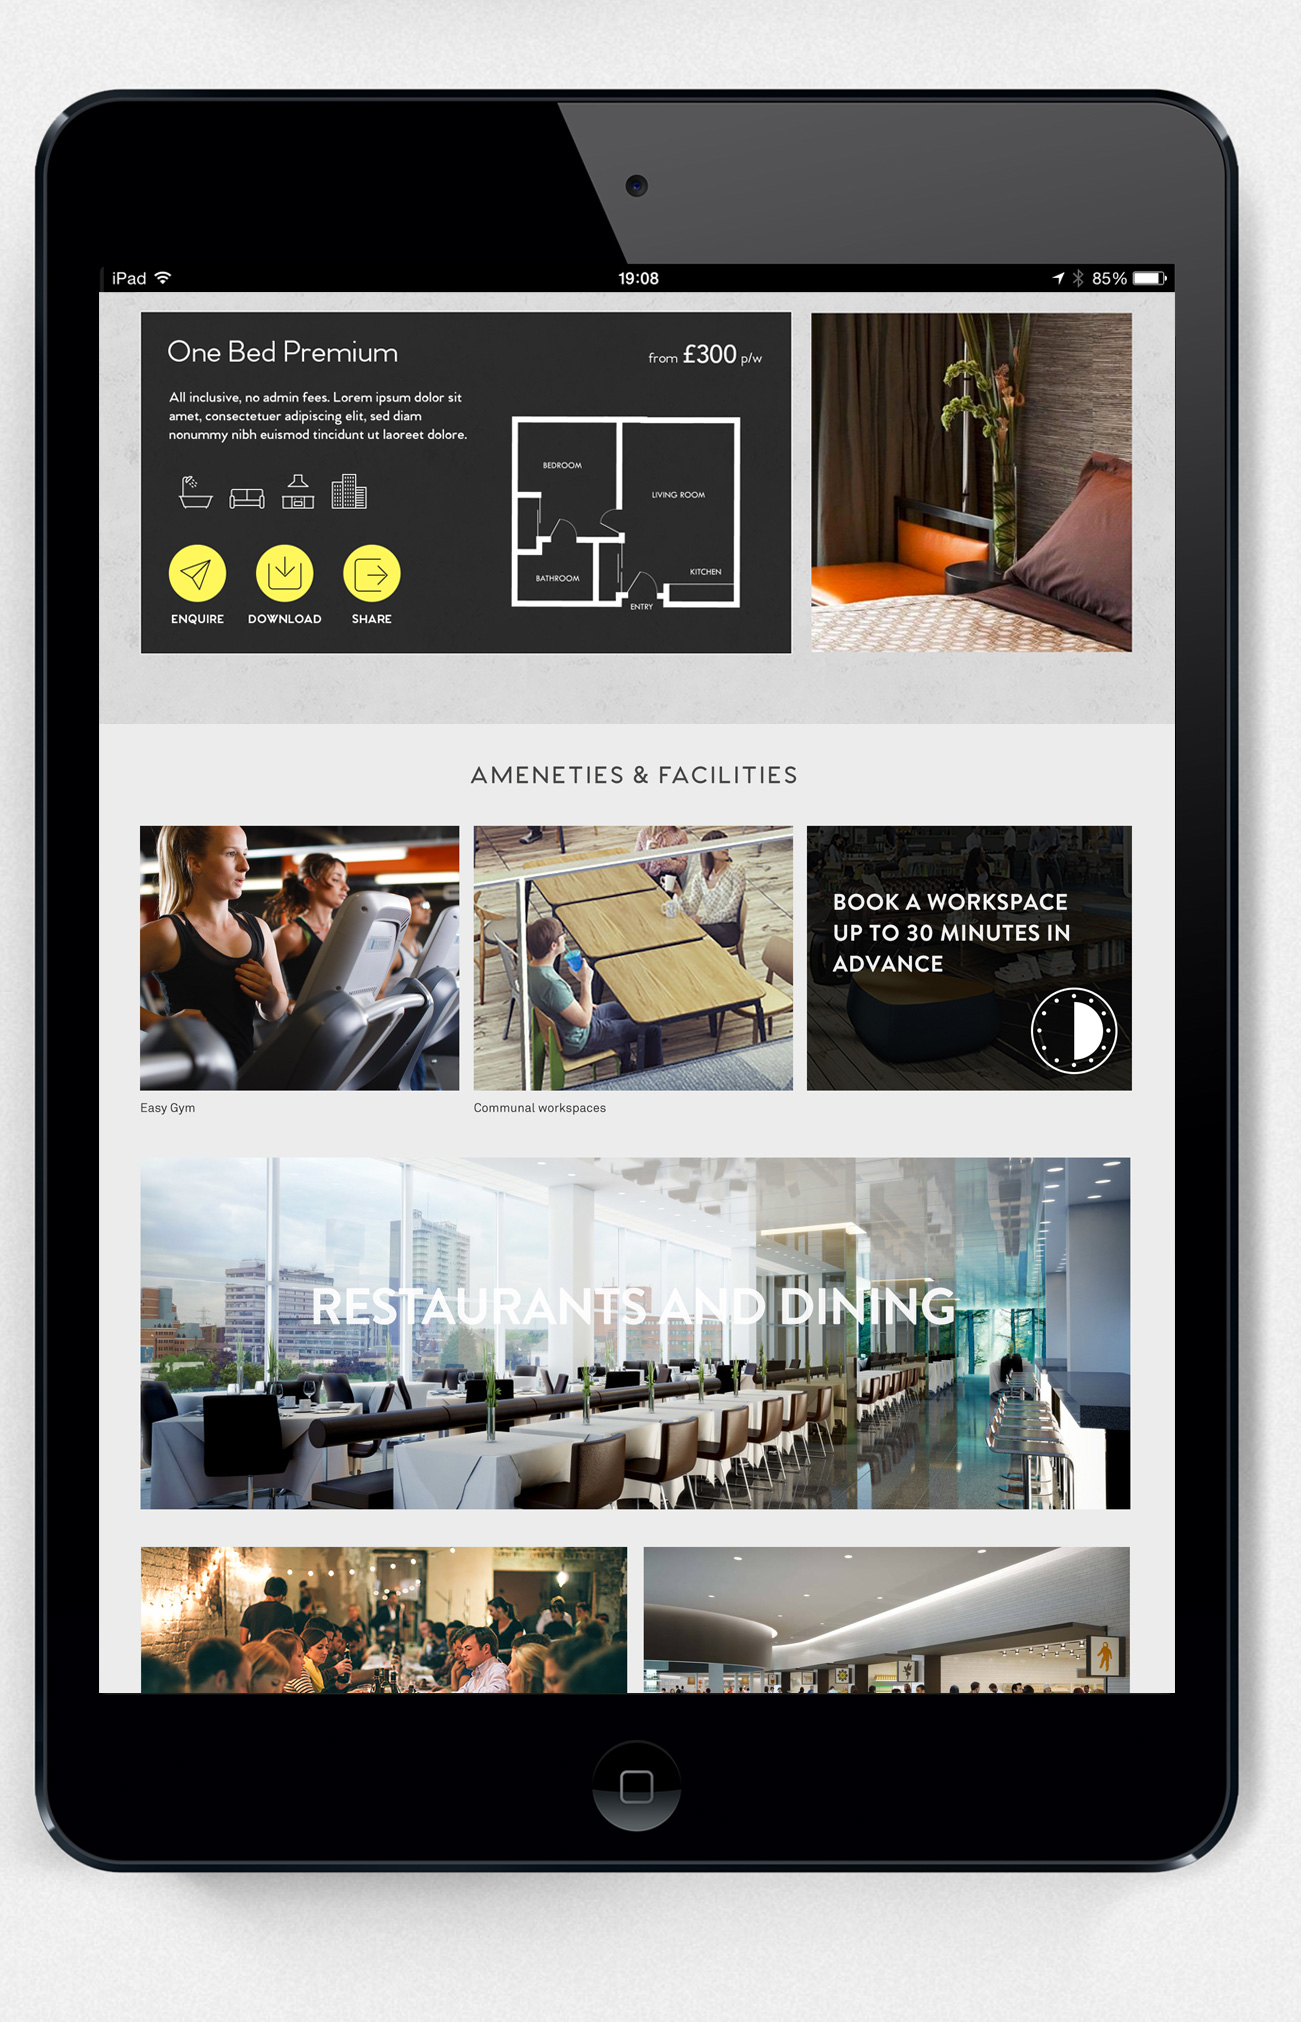 iPad
19:08
85%
One Bed Premium
from £300 p/w
All inclusive, no admin fees. Lorem ipsum dolor sit
amet, consectetuer adipiscing elit, sed diam
nonummy nibh euismod tincidunt ut laoreet dolore.
BEDROOM
LIVING ROOM
BATHROOM
KITCHEN
ENTRY
ENQUIRE
DOWNLOAD
SHARE
AMENETIES & FACILITIES
BOOK A WORKSPACE
UP TO 30 MINUTES IN
ADVANCE
Easy Gym
Communal workspaces
RESTAURANTS AND DINING